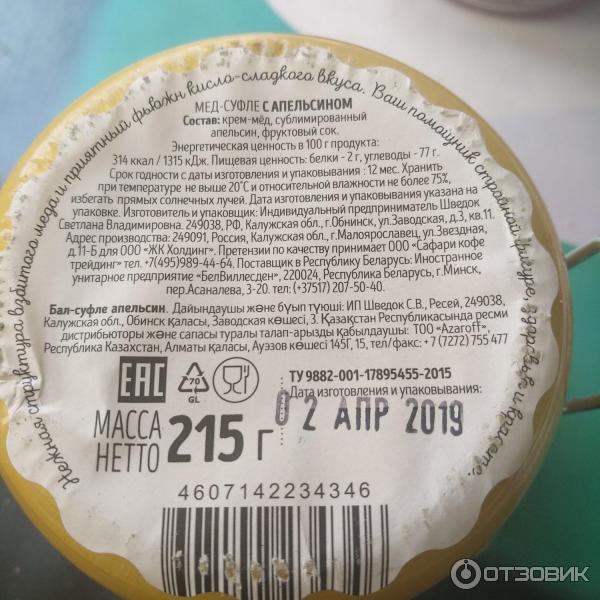 Нежная структура взбитого мёда и приятный фьюжн кисло-сладкого вкуса. Ваш помощник стройной фигуре, здоровью и красоте.
МЕД-СУФЛЕ С АПЕЛЬСИНОМ
Состав: крем-мёд, сублимированный
апельсин, фруктовый сок.
Энергетическая ценность в 100 г продукта:
314 ккал / 1315 кДж. Пищевая ценность: белки - 2 г, углеводы - 77 г.
Срок годности с даты изготовления и упаковывания : 12 мес. Хранить
при температуре не выше 20°С и относительной влажности не более 75%,
избегать прямых солнечных лучей. Дата изготовления и упаковывания указана на
упаковке. Изготовитель и упаковщик: Индивидуальный предприниматель Шведок
Светлана Владимировна. 249038, РФ, Калужская обл., г.Обнинск, ул.Заводская, д.3, кв.11.
Адрес производства: 249091, Россия, Калужская обл., г.Малоярославец, ул.Звездная,
д.11-Б для ООО «ЖК Холдинг». Претензии по качеству принимает ООО «Сафари кофе
трейдинг» тел. +7(495)989-44-64. Поставщик в Республику Беларусь: Иностранное
унитарное предприятие «БелВиллесден», 220024, Республика Беларусь, г.Минск,
пер.Асаналева, 3-20. тел: (+37517) 207-50-40.
Бал-суфле апельсин. Дайындаушы және бүып түюші: ИП Шведок С.В., Ресей, 249038,
Калужская обл., Обинск қаласы, Заводская көшесі, 3. Қазақстан Республикасында ресми
дистрибьюторы және сапасы туралы талап-арызды қабылдаушы: ТОО «Azaroff»,
Республика Казахстан, Алматы қаласы, Ауэзов көшесі 145Г, 15, тел/факс: +7 (7272) 755 477
EAC
70
GL
ТУ 9882-001-17895455-2015
Дата изготовления и упаковывания:
02 АПР 2019
МАССА
НЕТТО 215 г
4607142234346
ОТЗОВИК